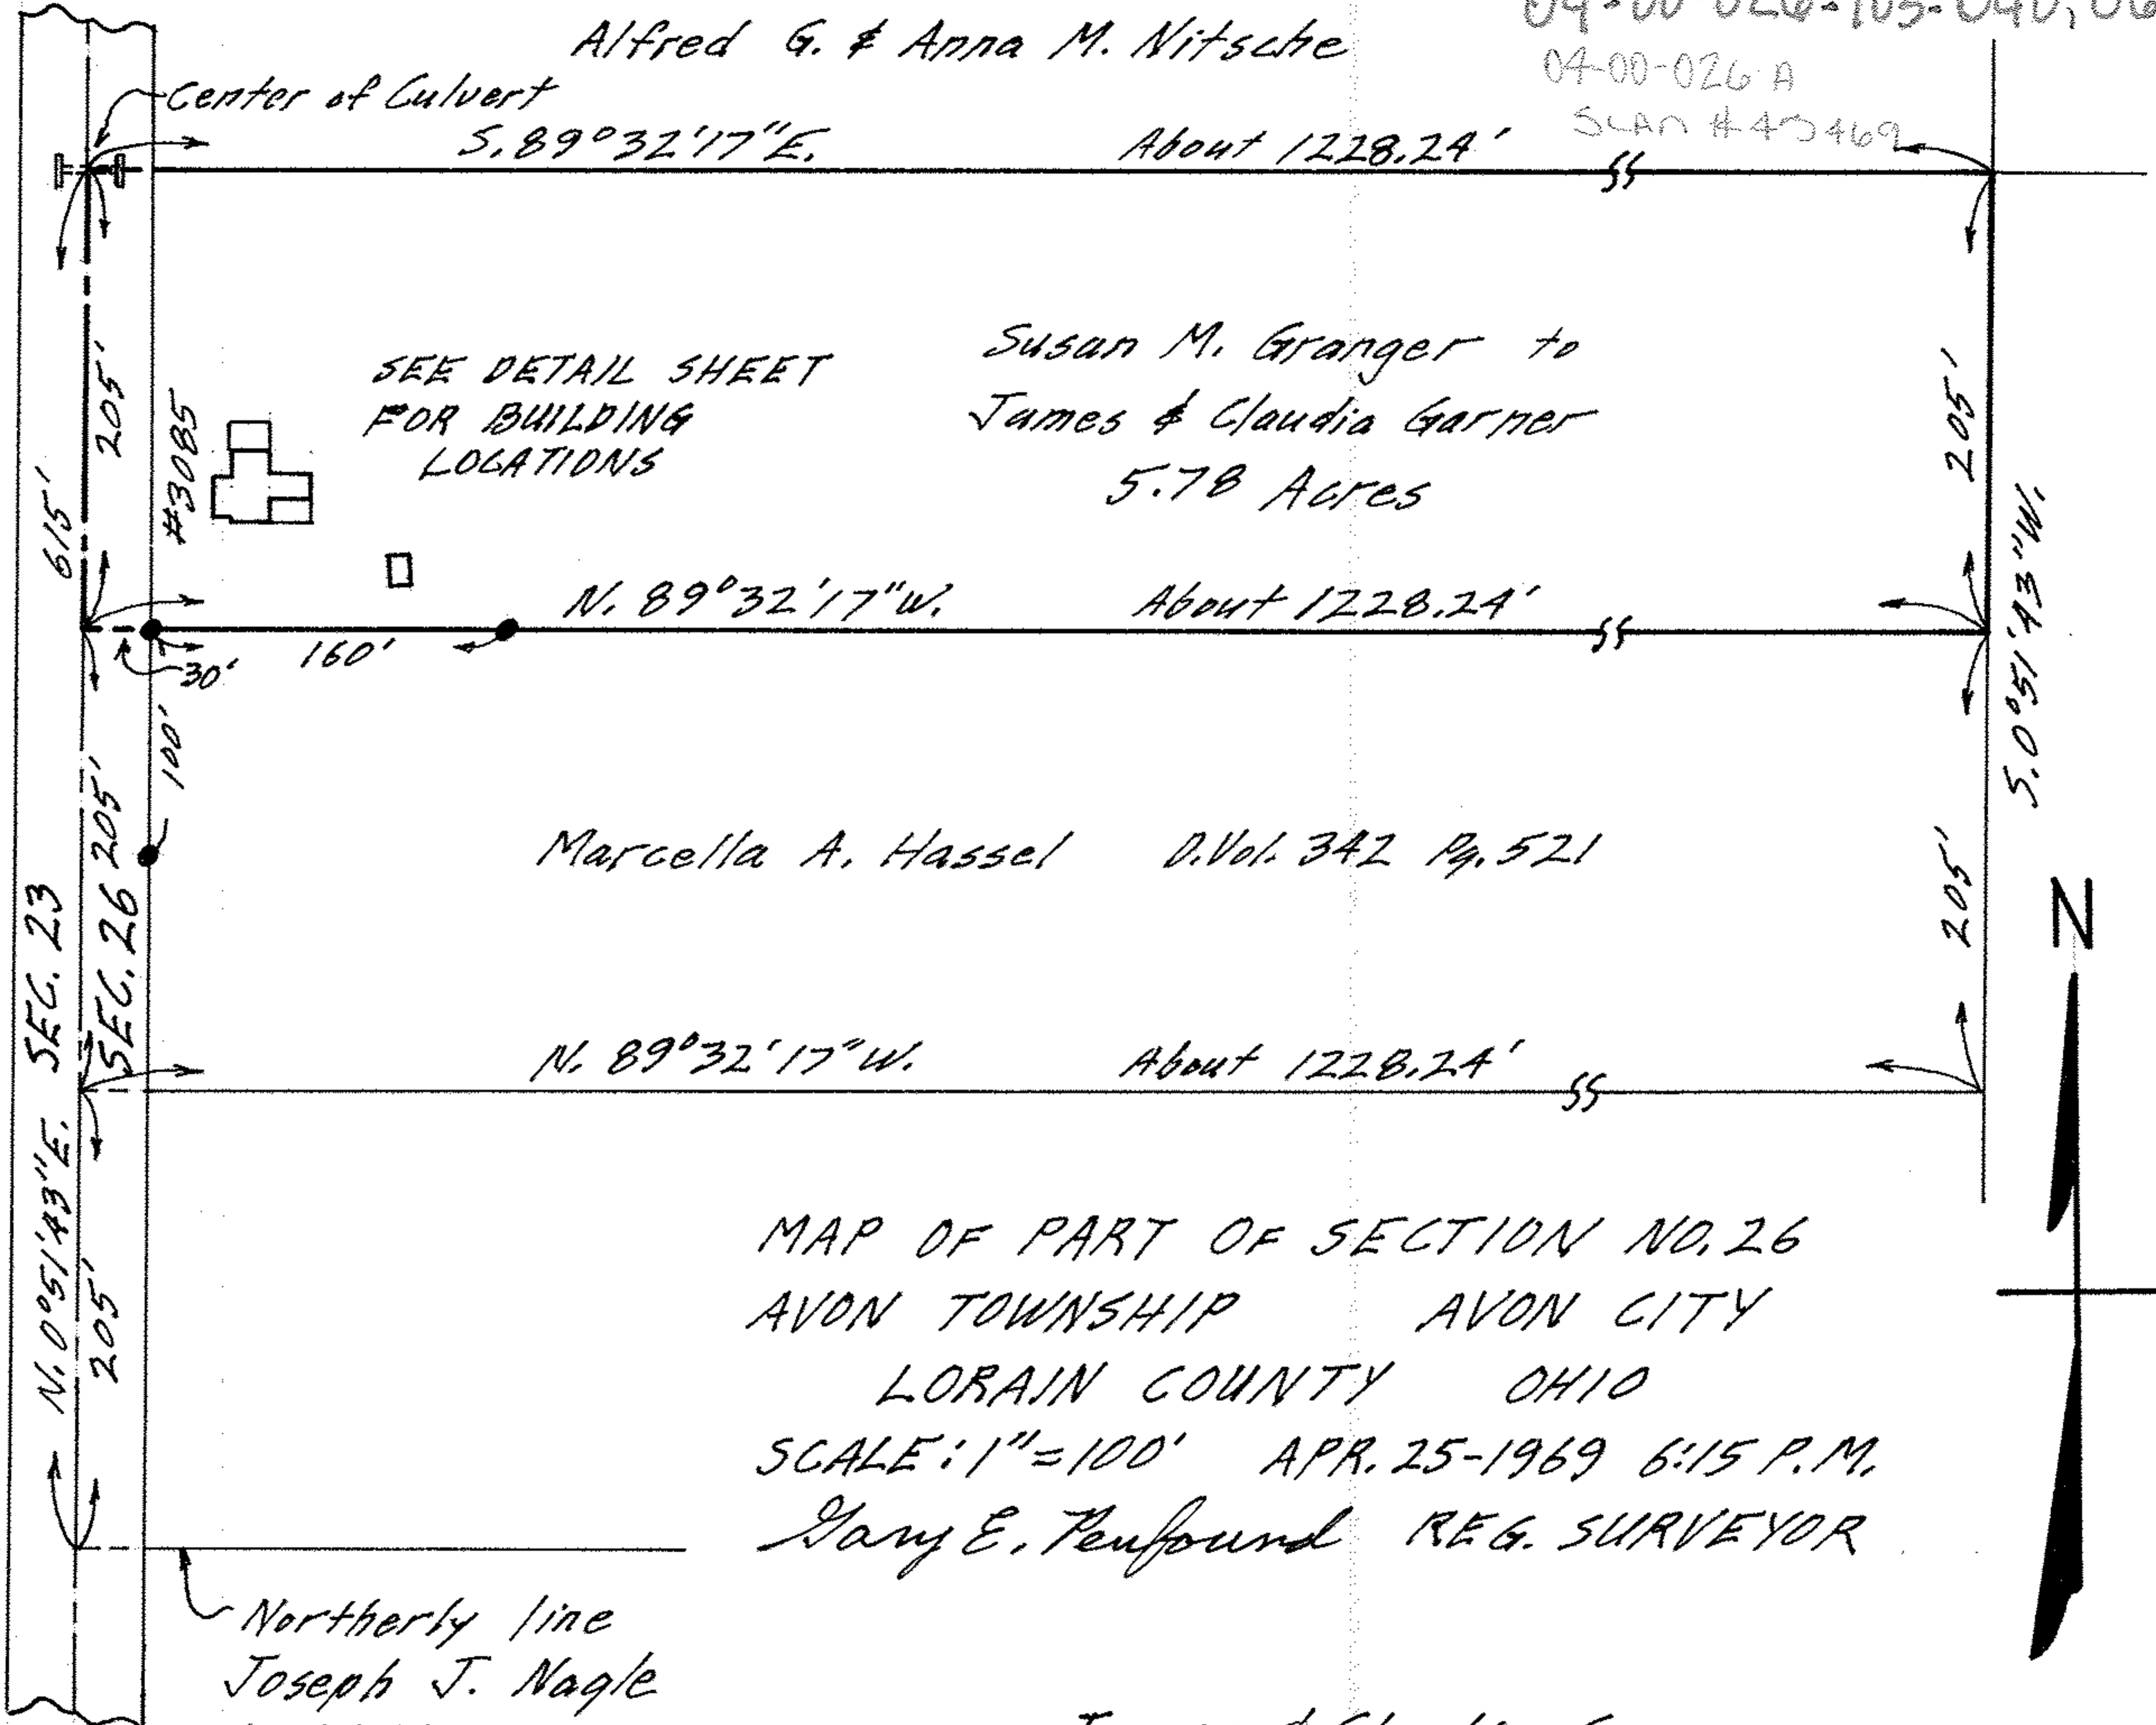 Alfred G. & Anna M. Nitsche
04-00-026 A
SCAN # 43469
Center of Culvert
S. 89°32'17"E. About 1228.24'
205'
615'
#3085
SEE DETAIL SHEET
FOR BUILDING
LOCATIONS
Susan M. Granger to
James & Claudia Garner
5.78 Acres
205'
S. 0°51'43"W.
N. 89°32'17"W. About 1228.24'
30'
160'
100'
205'
Marcella A. Hassel D.Vol. 342 Pg. 521
205'
N
SEC. 23
SEC. 26
N. 89°32'17"W. About 1228.24'
N. 0°51'43"E.
205'
MAP OF PART OF SECTION NO. 26
AVON TOWNSHIP AVON CITY
LORAIN COUNTY OHIO
SCALE: 1"=100' APR. 25-1969 6:15 P.M.
Gary E. Penfound REG. SURVEYOR
Northerly line
Joseph J. Nagle